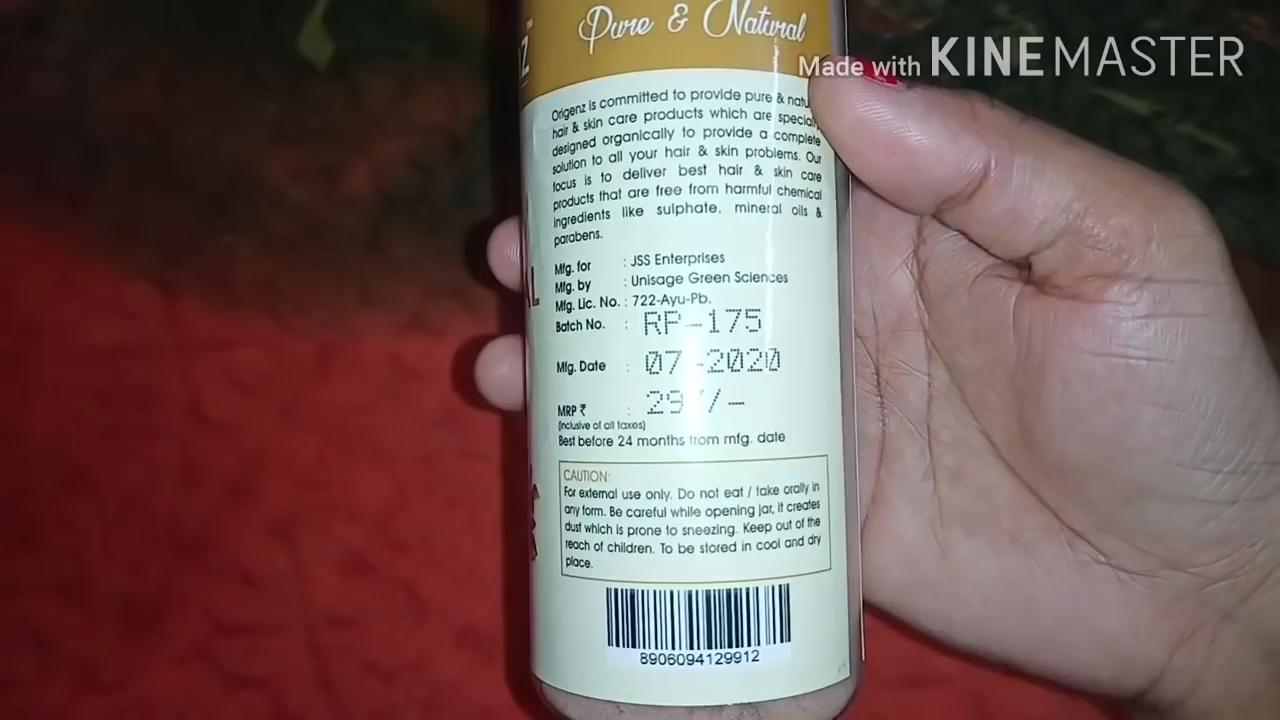 Pure & Natural
Made with KINEMASTER
Origenz is committed to provide pure &
hair & skin care products which are specially
designed organically to provide a complete
solution to all your hair & skin problems. Our
focus is to deliver best hair & skin care
products that are free from harmful chemical
ingredients like sulphate, mineral oils &
parabens.
Mfg. for : JSS Enterprises
Mfg. by : Unisage Green Sciences
Mfg. Lic. No. : 722-Ayu-Pb.
Batch No. : RP-175
Mfg. Date : 07-2020
MRP ₹ :
(Inclusive of all taxes)
Best before 24 months from mfg. date
CAUTION:
For external use only. Do not eat / take orally in
any form. Be careful while opening jar, it creates
dust which is prone to sneezing. Keep out of the
reach of children. To be stored in cool and dry
place.
8906094129912